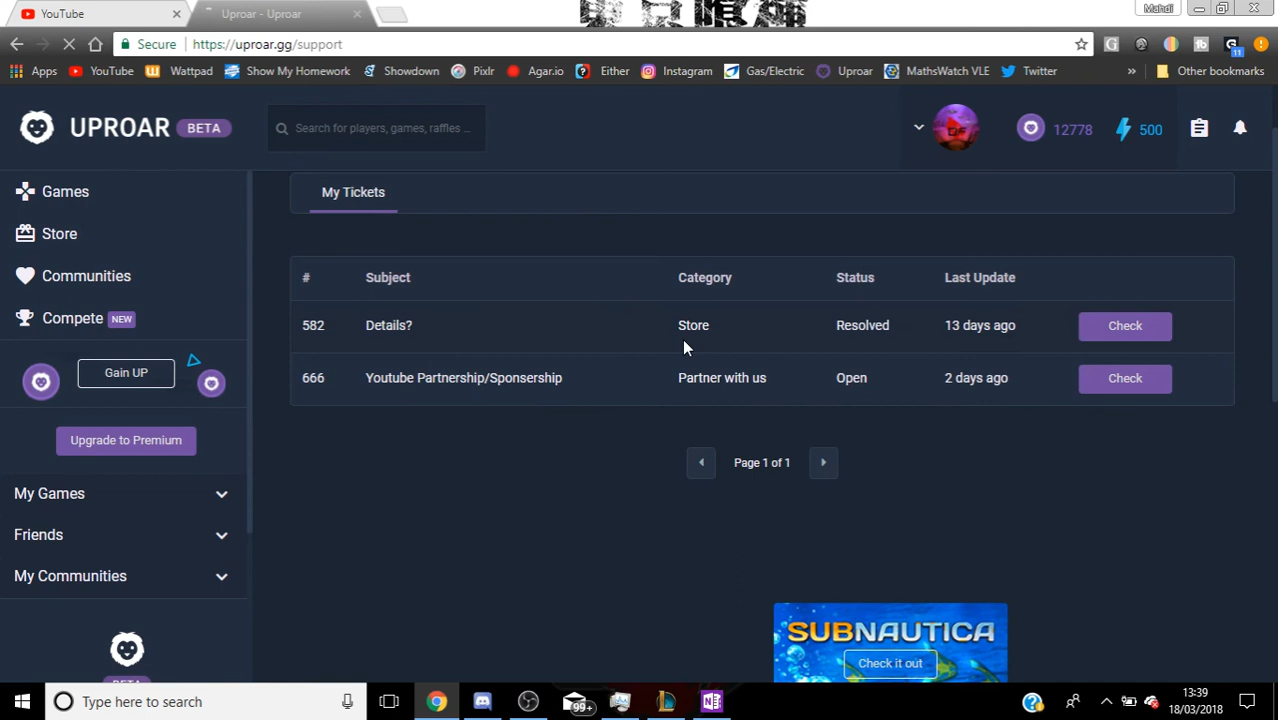 YouTube
Uproar - Uproar
Mahdi
Secure https://uproar.gg/support
11
Apps YouTube Wattpad Show My Homework Showdown Pixlr Agar.io Either Instagram Gas/Electric Uproar MathsWatch VLE Twitter » Other bookmarks
UPROAR BETA
Search for players, games, raffles ...
12778
500
Games
Store
Communities
Compete NEW
Gain UP
Upgrade to Premium
My Games
Friends
My Communities
My Tickets
# Subject Category Status Last Update
582 Details? Store Resolved 13 days ago Check
666 Youtube Partnership/Sponsership Partner with us Open 2 days ago Check
Page 1 of 1
SUBNAUTICA
Check it out
Type here to search
99+
13:39
18/03/2018